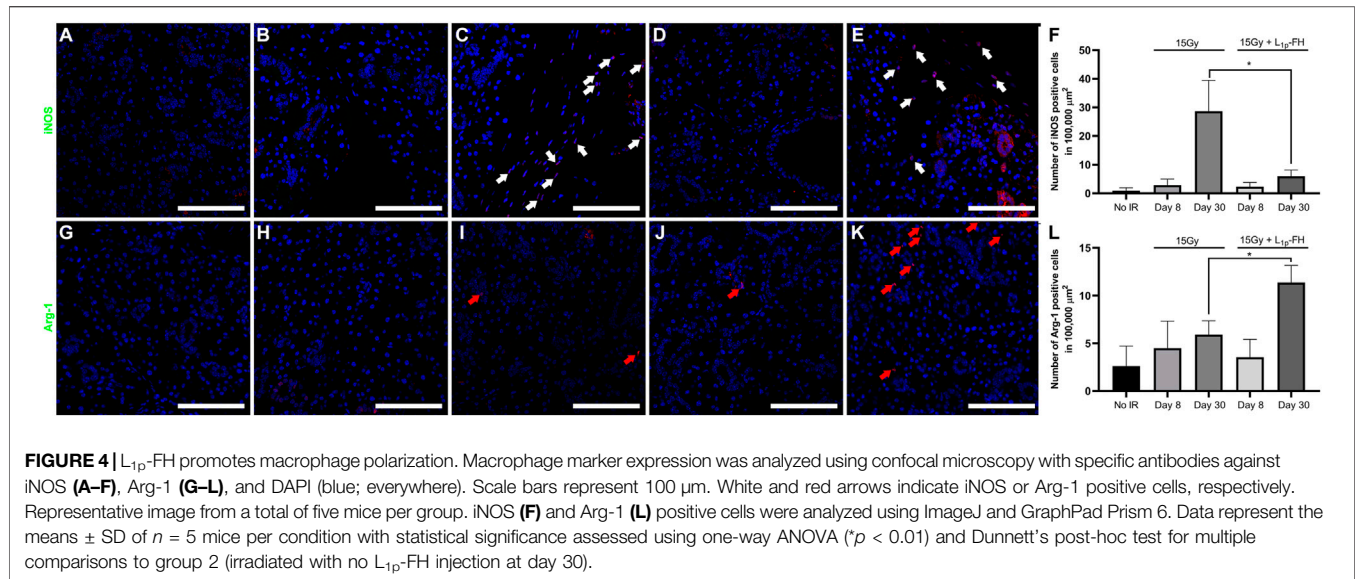 A B C D E F
15Gy 15Gy + L1p-FH
*
iNOS
Number of iNOS positive cells
in 100,000 μm²
50
40
30
20
10
0
No IR Day 8 Day 30 Day 8 Day 30
G H I J K L
15Gy 15Gy + L1p-FH
*
Arg-1
Number of Arg-1 positive cells
in 100,000 μm²
15
10
5
0
No IR Day 8 Day 30 Day 8 Day 30
FIGURE 4 | L1p-FH promotes macrophage polarization. Macrophage marker expression was analyzed using confocal microscopy with specific antibodies against
iNOS (A–F), Arg-1 (G–L), and DAPI (blue; everywhere). Scale bars represent 100 μm. White and red arrows indicate iNOS or Arg-1 positive cells, respectively.
Representative image from a total of five mice per group. iNOS (F) and Arg-1 (L) positive cells were analyzed using ImageJ and GraphPad Prism 6. Data represent the
means ± SD of n = 5 mice per condition with statistical significance assessed using one-way ANOVA (*p < 0.01) and Dunnett's post-hoc test for multiple
comparisons to group 2 (irradiated with no L1p-FH injection at day 30).